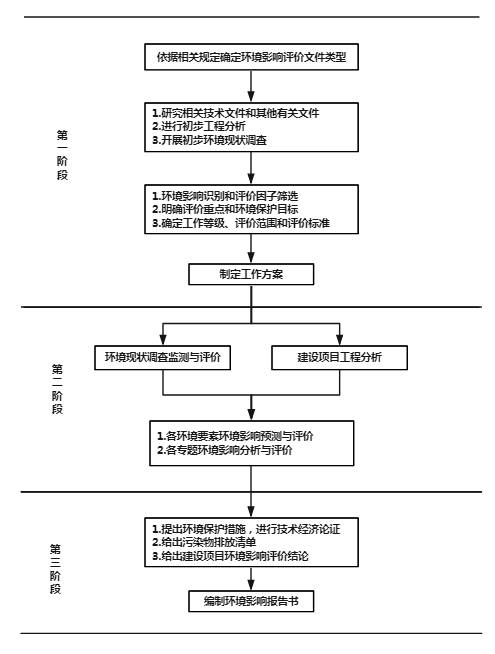 依据相关规定确定环境影响评价文件类型
第一阶段
1.研究相关技术文件和其他有关文件
2.进行初步工程分析
3.开展初步环境现状调查
1.环境影响识别和评价因子筛选
2.明确评价重点和环境保护目标
3.确定工作等级、评价范围和评价标准
制定工作方案
第二阶段
环境现状调查监测与评价
建设项目工程分析
1.各环境要素环境影响预测与评价
2.各专题环境影响分析与评价
第三阶段
1.提出环境保护措施，进行技术经济论证
2.给出污染物排放清单
3.给出建设项目环境影响评价结论
编制环境影响报告书